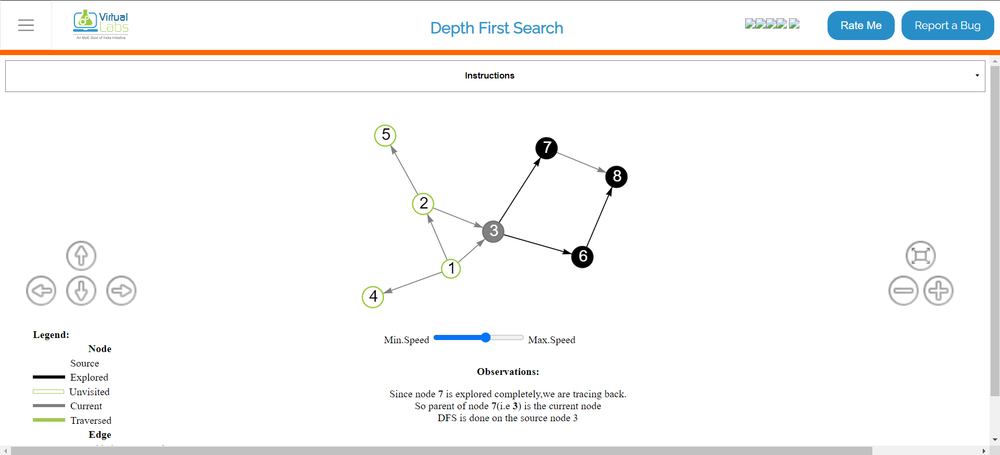 Virtual
Labs
An MoE Govt of India Initiative
Depth First Search
Rate Me
Report a Bug
Instructions
5
7
8
2
3
6
1
4
Legend:
Node
Source
Explored
Unvisited
Current
Traversed
Edge
Min.Speed
Max.Speed
Observations:
Since node 7 is explored completely,we are tracing back.
So parent of node 7(i.e 3) is the current node
DFS is done on the source node 3